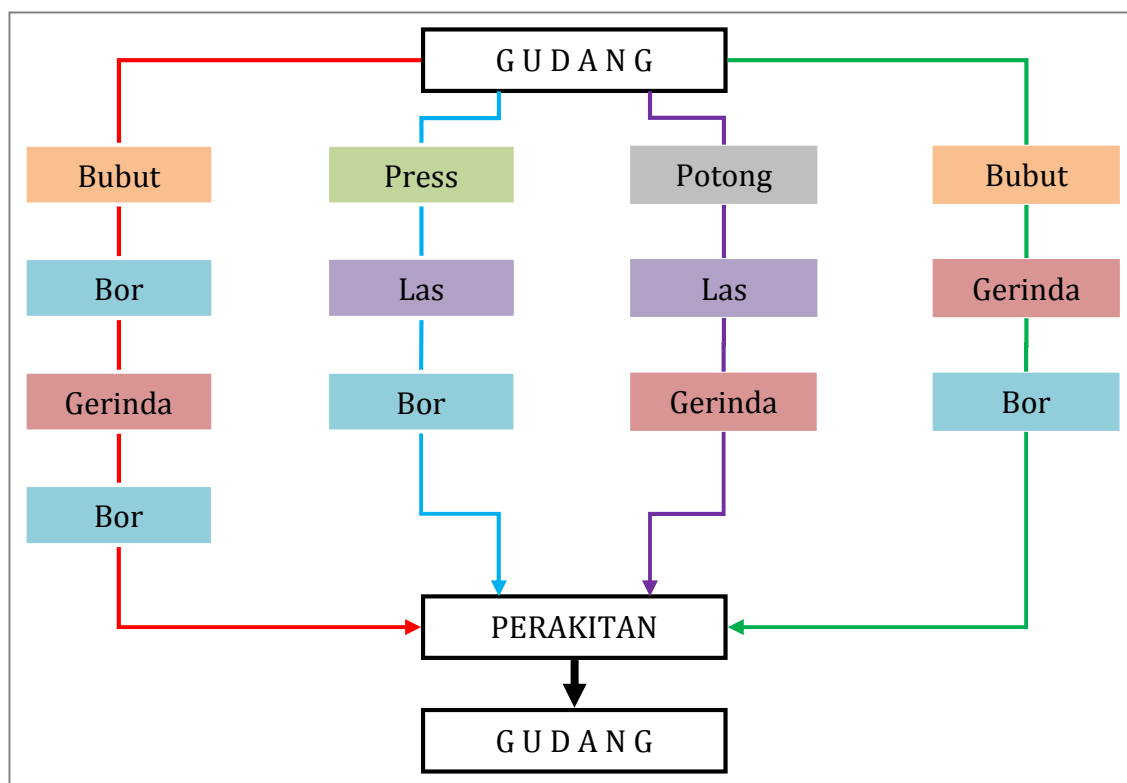 G U D A N G
Bubut
Press
Potong
Bubut
Bor
Las
Las
Gerinda
Gerinda
Bor
Gerinda
Bor
Bor
PERAKITAN
G U D A N G